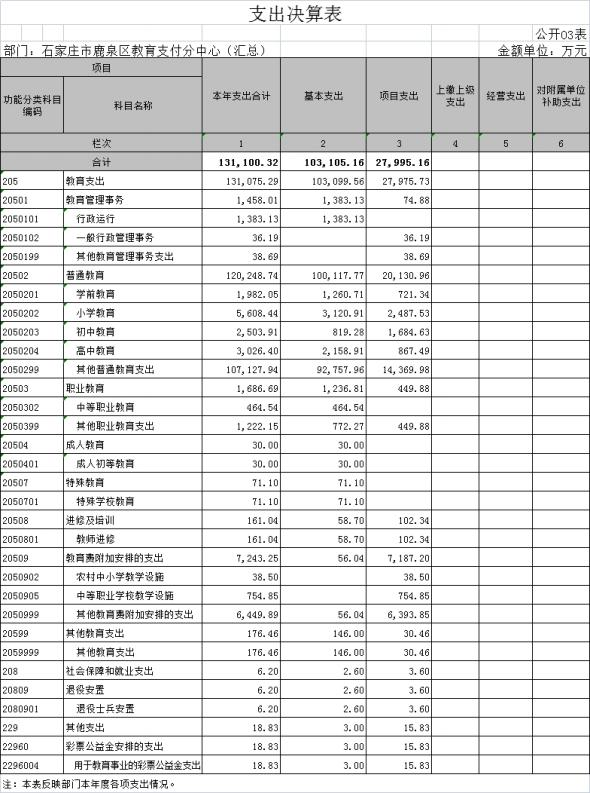 支出决算表
公开03表
部门：石家庄市鹿泉区教育支付分中心（汇总） 金额单位：万元
项目 本年支出合计 基本支出 项目支出 上缴上级支出 经营支出 对附属单位补助支出
功能分类科目编码 科目名称
栏次 1 2 3 4 5 6
合计 131,100.32 103,105.16 27,995.16
205 教育支出 131,075.29 103,099.56 27,975.73
20501 教育管理事务 1,458.01 1,383.13 74.88
2050101 行政运行 1,383.13 1,383.13
2050102 一般行政管理事务 36.19 36.19
2050199 其他教育管理事务支出 38.69 38.69
20502 普通教育 120,248.74 100,117.77 20,130.96
2050201 学前教育 1,982.05 1,260.71 721.34
2050202 小学教育 5,608.44 3,120.91 2,487.53
2050203 初中教育 2,503.91 819.28 1,684.63
2050204 高中教育 3,026.40 2,158.91 867.49
2050299 其他普通教育支出 107,127.94 92,757.96 14,369.98
20503 职业教育 1,686.69 1,236.81 449.88
2050302 中等职业教育 464.54 464.54
2050399 其他职业教育支出 1,222.15 772.27 449.88
20504 成人教育 30.00 30.00
2050401 成人初等教育 30.00 30.00
20507 特殊教育 71.10 71.10
2050701 特殊学校教育 71.10 71.10
20508 进修及培训 161.04 58.70 102.34
2050801 教师进修 161.04 58.70 102.34
20509 教育费附加安排的支出 7,243.25 56.04 7,187.20
2050902 农村中小学教学设施 38.50 38.50
2050905 中等职业学校教学设施 754.85 754.85
2050999 其他教育费附加安排的支出 6,449.89 56.04 6,393.85
20599 其他教育支出 176.46 146.00 30.46
2059999 其他教育支出 176.46 146.00 30.46
208 社会保障和就业支出 6.20 2.60 3.60
20809 退役安置 6.20 2.60 3.60
2080901 退役士兵安置 6.20 2.60 3.60
229 其他支出 18.83 3.00 15.83
22960 彩票公益金安排的支出 18.83 3.00 15.83
2296004 用于教育事业的彩票公益金支出 18.83 3.00 15.83
注：本表反映部门本年度各项支出情况。